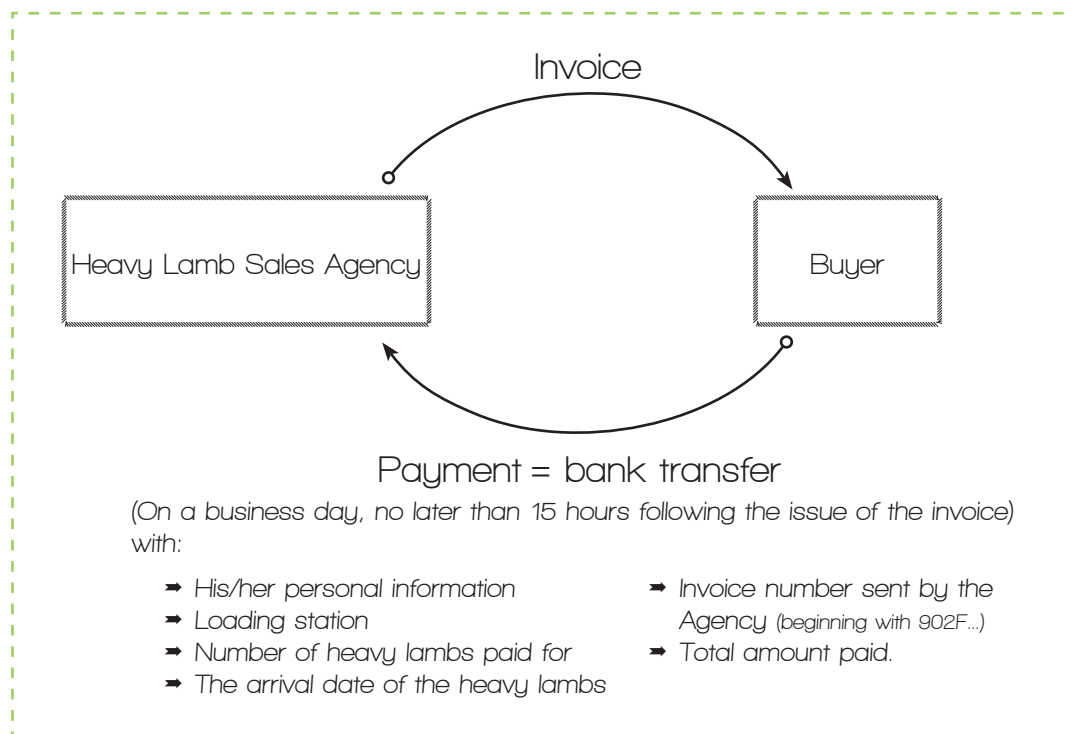 Invoice
Heavy Lamb Sales Agency
Buyer
Payment = bank transfer
(On a business day, no later than 15 hours following the issue of the invoice)
with:
➡ His/her personal information
➡ Loading station
➡ Number of heavy lambs paid for
➡ The arrival date of the heavy lambs
➡ Invoice number sent by the
Agency (beginning with 902F...)
➡ Total amount paid.